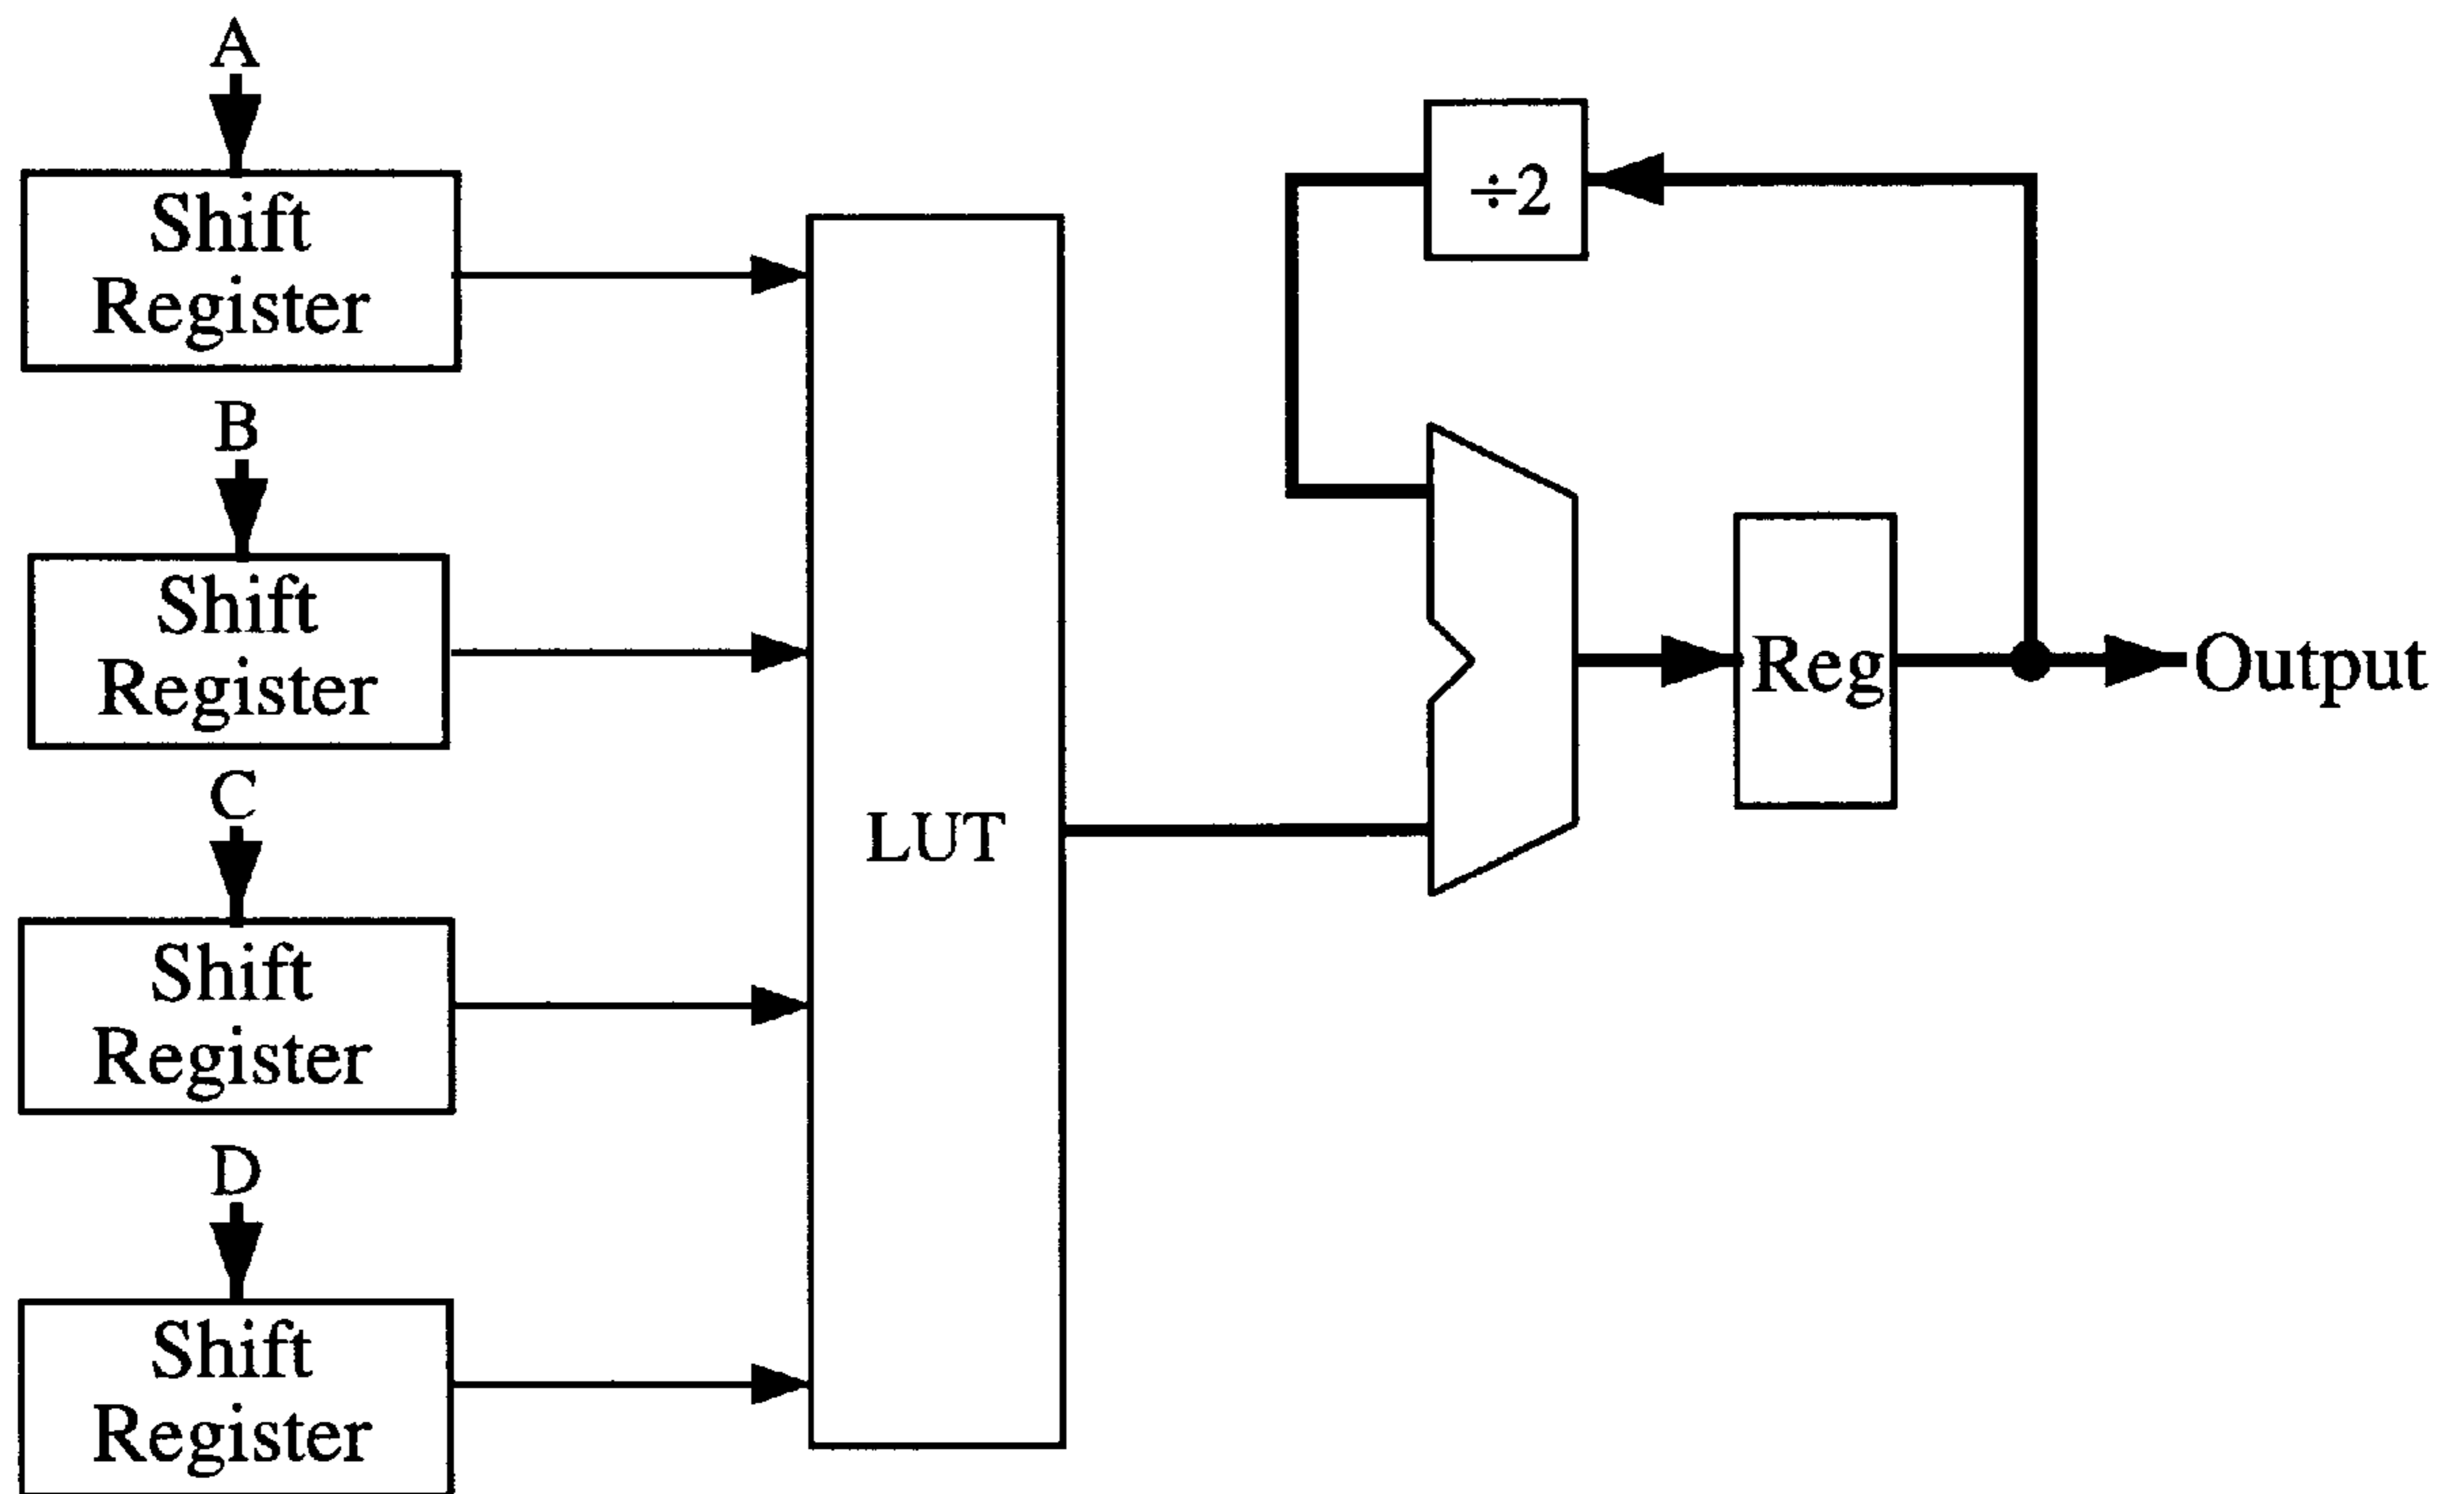 A
Shift
Register
B
Shift
Register
C
Shift
Register
D
Shift
Register
LUT
÷2
Reg
Output